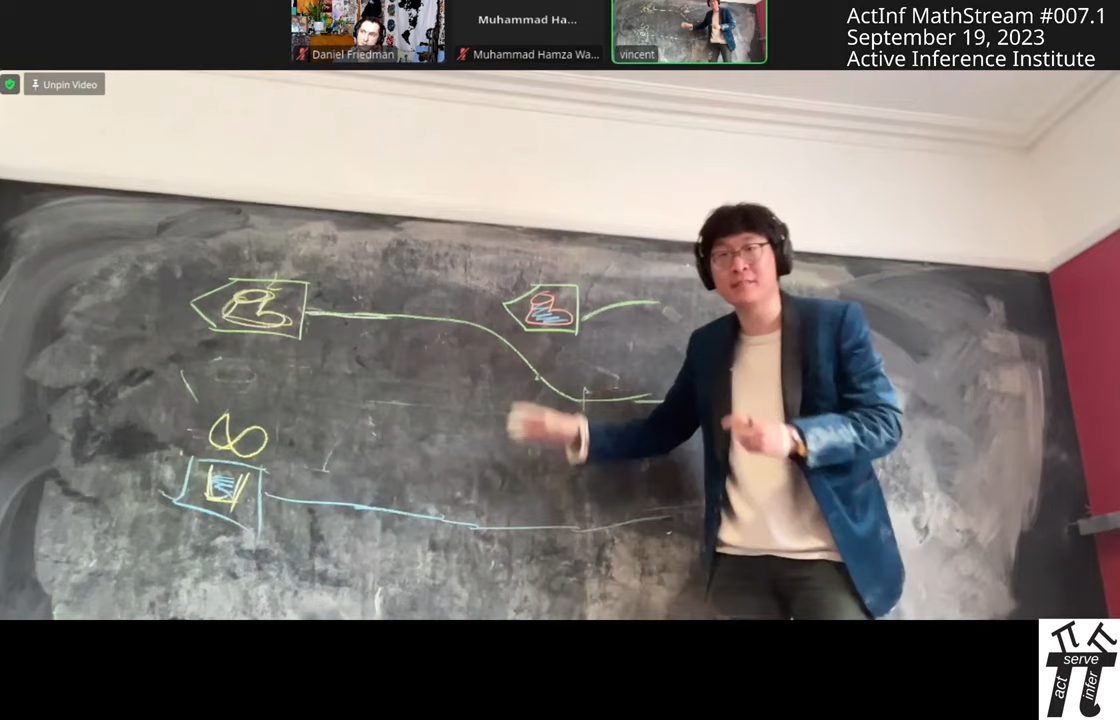 Muhammad Ha...
Daniel Friedman
Muhammad Hamza Wa...
vincent
ActInf MathStream #007.1
September 19, 2023
Active Inference Institute
Unpin Video
serve
act
infer